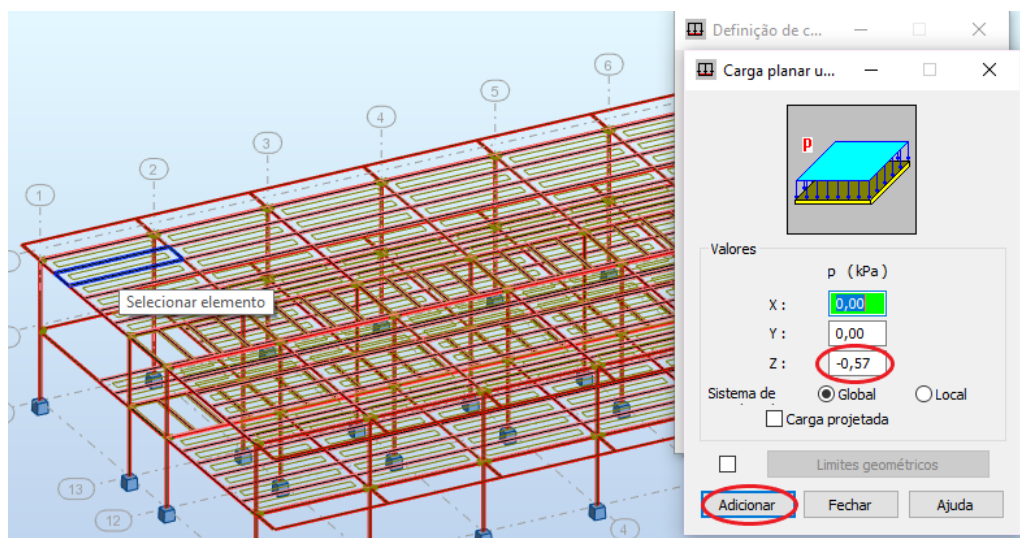 Definição de c...
Carga planar u...
p
Valores
p (kPa)
X : 0,00
Y : 0,00
Z : -0,57
Sistema de
Global
Local
Carga projetada
Limites geométricos
Adicionar
Fechar
Ajuda
6
5
4
3
2
1
Selecionar elemento
13
12
4